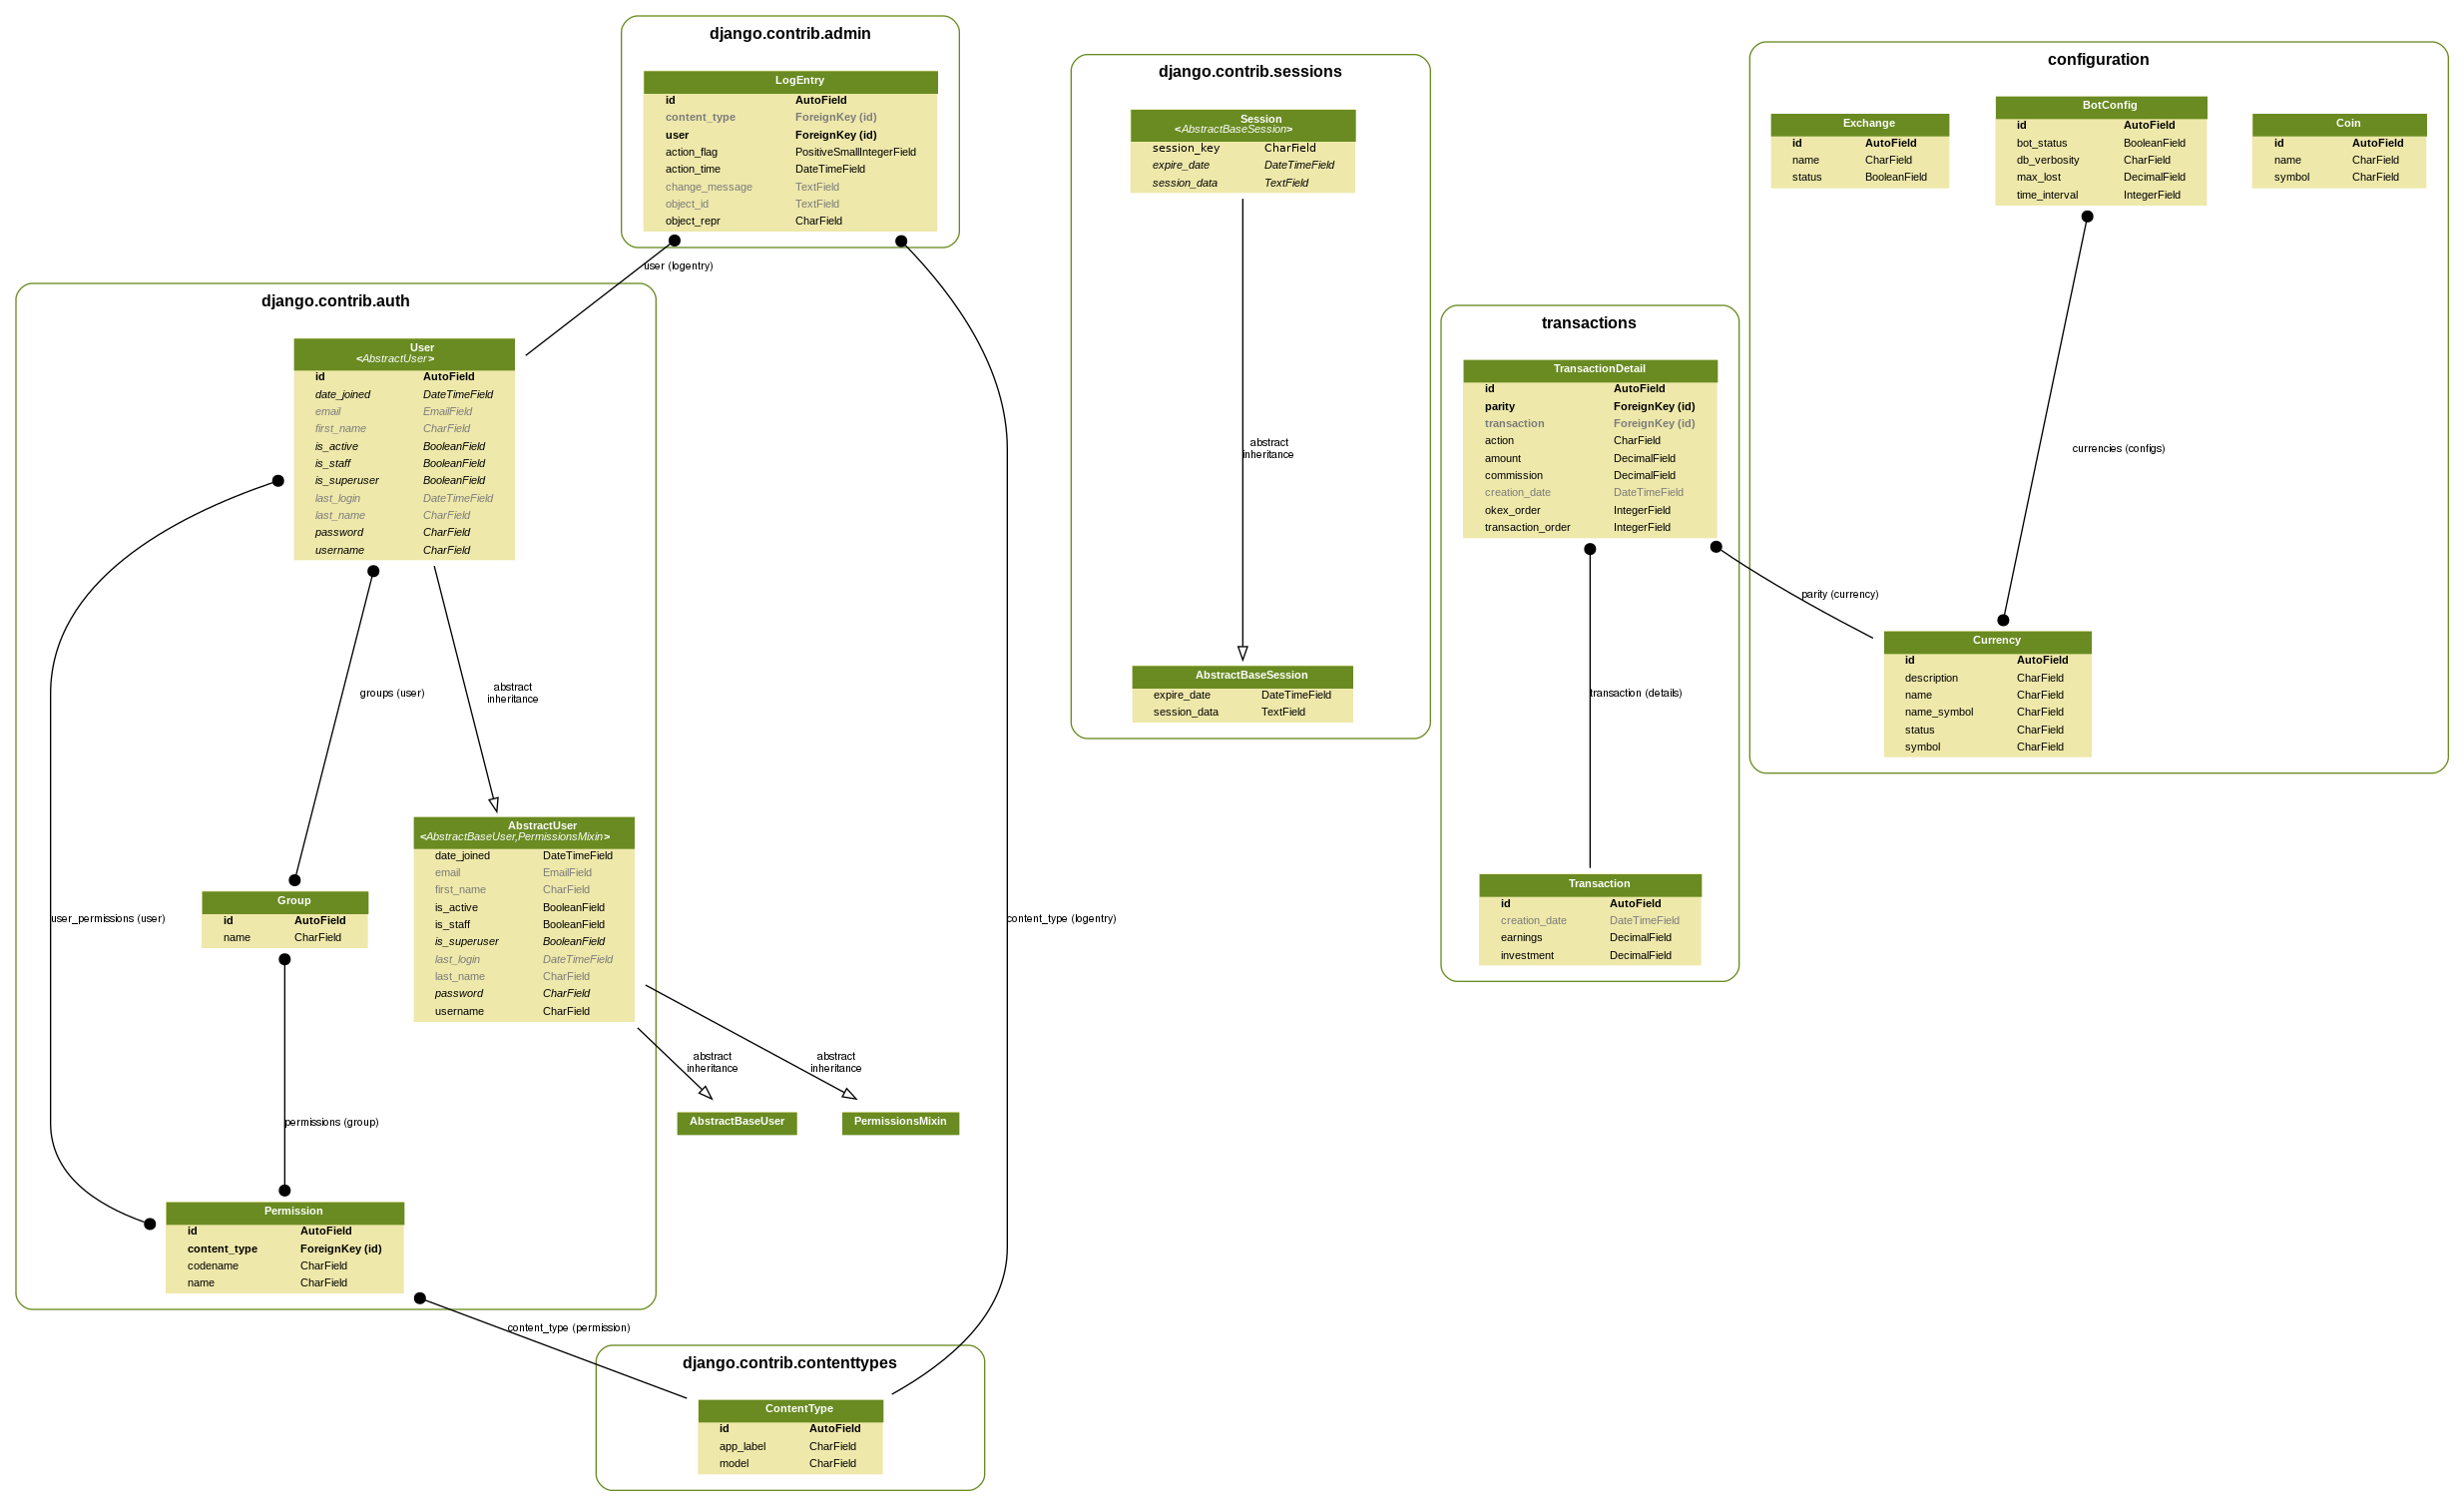 django.contrib.admin
LogEntry
id AutoField
content_type ForeignKey (id)
user ForeignKey (id)
action_flag PositiveSmallIntegerField
action_time DateTimeField
change_message TextField
object_id TextField
object_repr CharField
user (logentry)
content_type (logentry)
django.contrib.auth
User
<AbstractUser>
id AutoField
date_joined DateTimeField
email EmailField
first_name CharField
is_active BooleanField
is_staff BooleanField
is_superuser BooleanField
last_login DateTimeField
last_name CharField
password CharField
username CharField
groups (user)
abstract
inheritance
user_permissions (user)
AbstractUser
<AbstractBaseUser,PermissionsMixin>
date_joined DateTimeField
email EmailField
first_name CharField
is_active BooleanField
is_staff BooleanField
is_superuser BooleanField
last_login DateTimeField
last_name CharField
password CharField
username CharField
Group
id AutoField
name CharField
permissions (group)
abstract
inheritance
abstract
inheritance
AbstractBaseUser
PermissionsMixin
Permission
id AutoField
content_type ForeignKey (id)
codename CharField
name CharField
content_type (permission)
django.contrib.contenttypes
ContentType
id AutoField
app_label CharField
model CharField
django.contrib.sessions
Session
<AbstractBaseSession>
session_key CharField
expire_date DateTimeField
session_data TextField
abstract
inheritance
AbstractBaseSession
expire_date DateTimeField
session_data TextField
transactions
TransactionDetail
id AutoField
parity ForeignKey (id)
transaction ForeignKey (id)
action CharField
amount DecimalField
commission DecimalField
creation_date DateTimeField
okex_order IntegerField
transaction_order IntegerField
transaction (details)
parity (currency)
Transaction
id AutoField
creation_date DateTimeField
earnings DecimalField
investment DecimalField
configuration
Exchange
id AutoField
name CharField
status BooleanField
BotConfig
id AutoField
bot_status BooleanField
db_verbosity CharField
max_lost DecimalField
time_interval IntegerField
Coin
id AutoField
name CharField
symbol CharField
currencies (configs)
Currency
id AutoField
description CharField
name CharField
name_symbol CharField
status CharField
symbol CharField